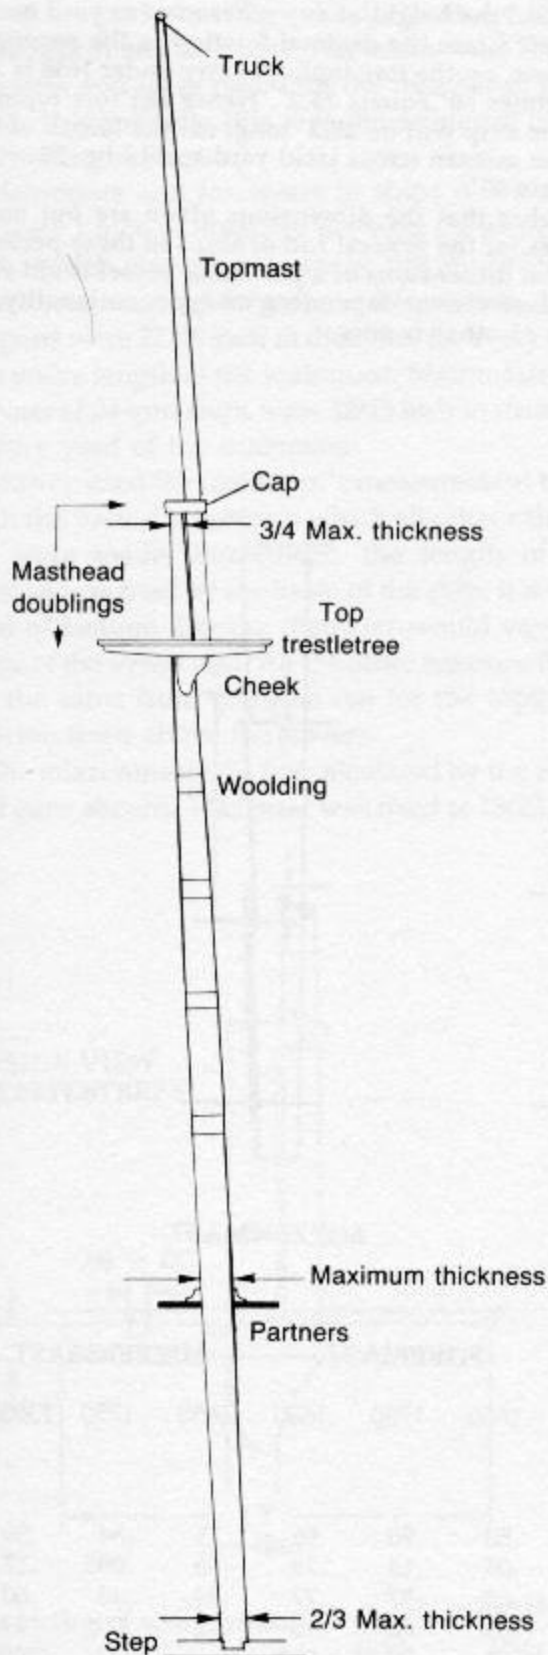 Truck
Topmast
Cap
3/4 Max. thickness
Masthead
doublings
Top
trestletree
Cheek
Woolding
Maximum thickness
Partners
2/3 Max. thickness
Step